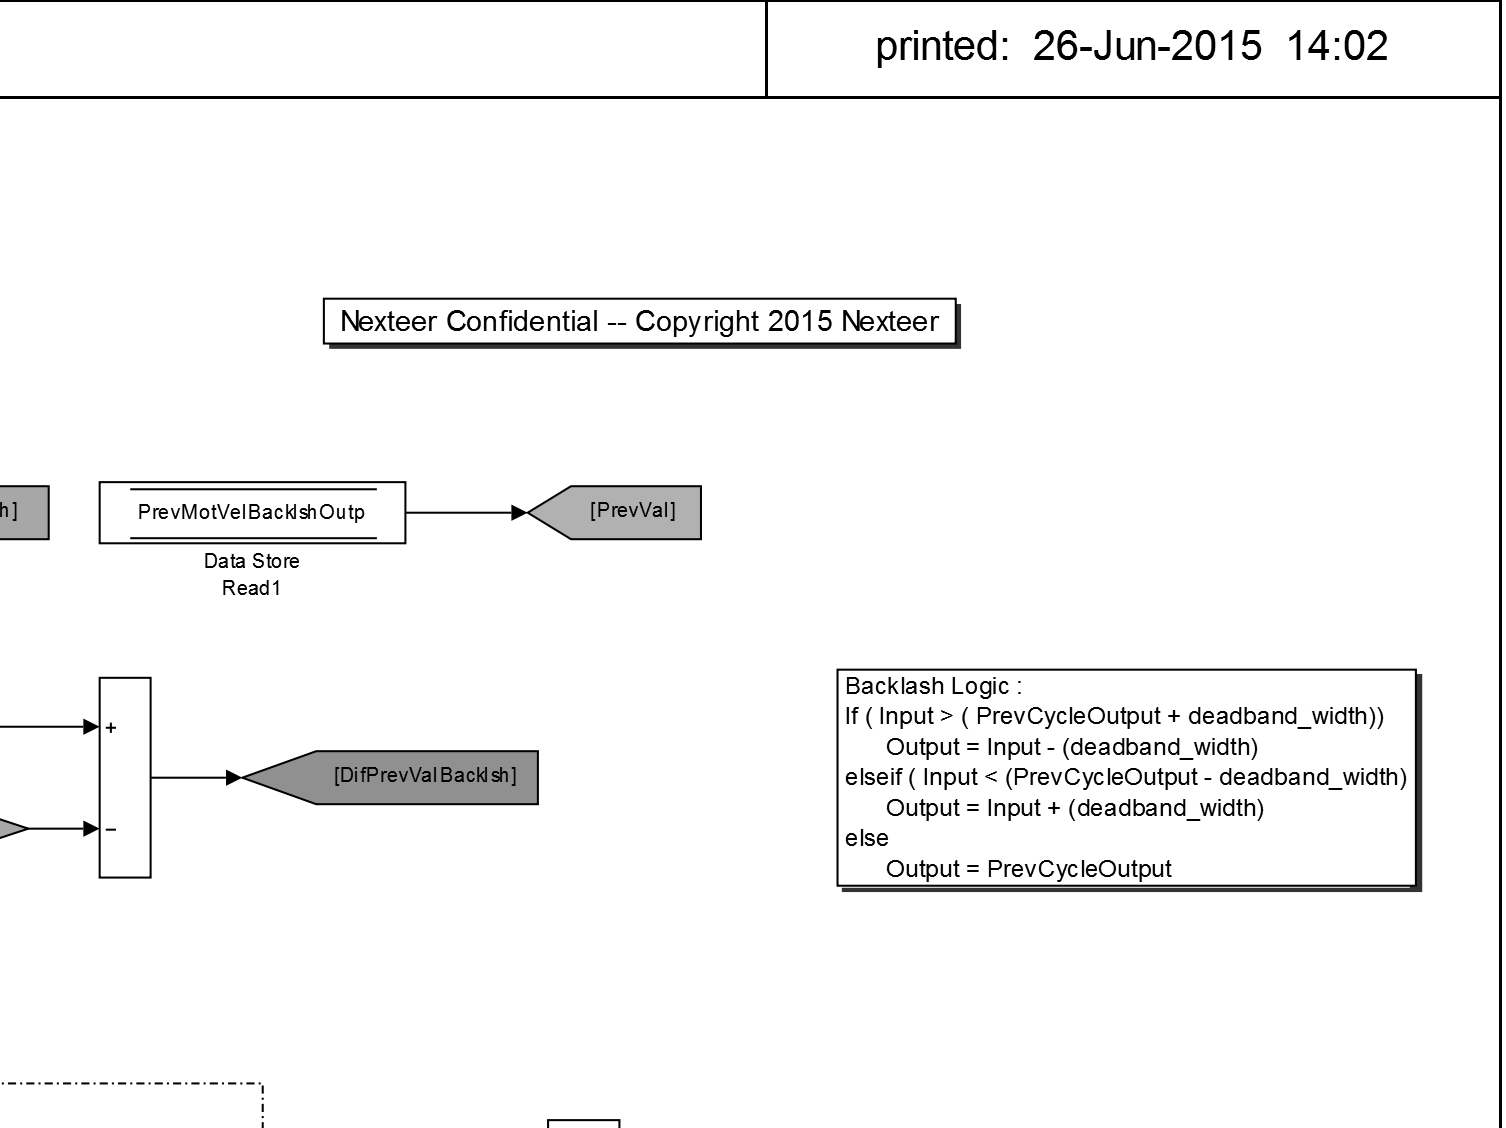 printed: 26-Jun-2015 14:02
Nexteer Confidential -- Copyright 2015 Nexteer
h]
PrevMotVelBacklshOutp
[PrevVal]
Data Store
Read1
Backlash Logic :
If ( Input > ( PrevCycleOutput + deadband_width))
Output = Input - (deadband_width)
elseif ( Input < (PrevCycleOutput - deadband_width)
Output = Input + (deadband_width)
else
Output = PrevCycleOutput
+
[DifPrevValBacklsh]
−